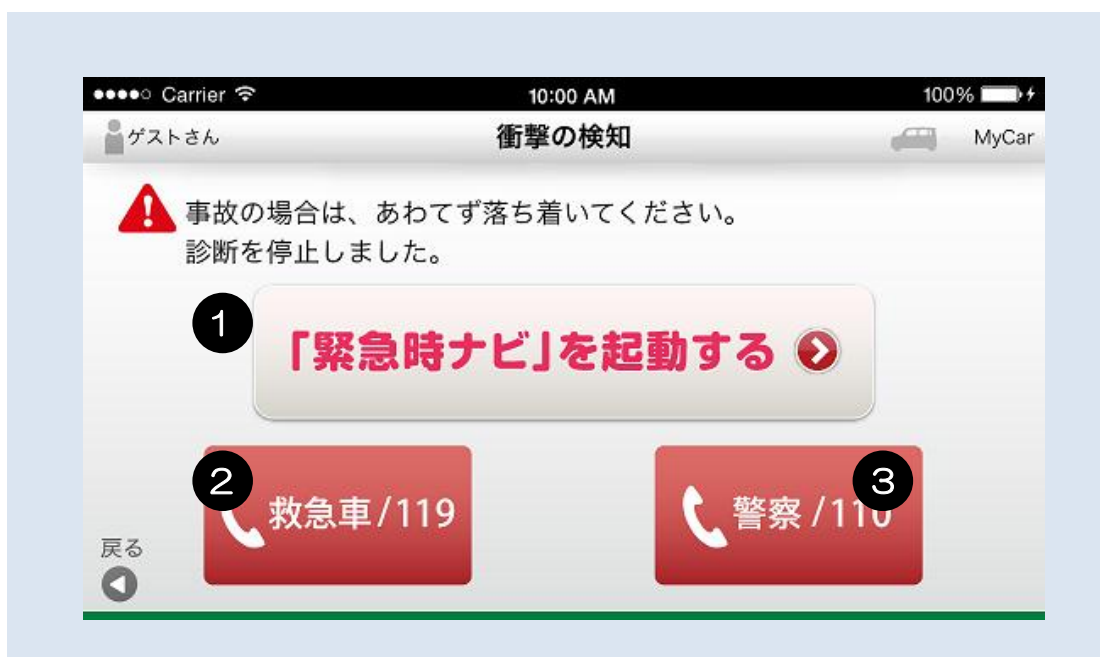 Carrier 10:00 AM 100%
ゲストさん 衝撃の検知 MyCar
事故の場合は、あわてず落ち着いてください。
診断を停止しました。
1
「緊急時ナビ」を起動する
2 3
救急車/119 警察/110
戻る